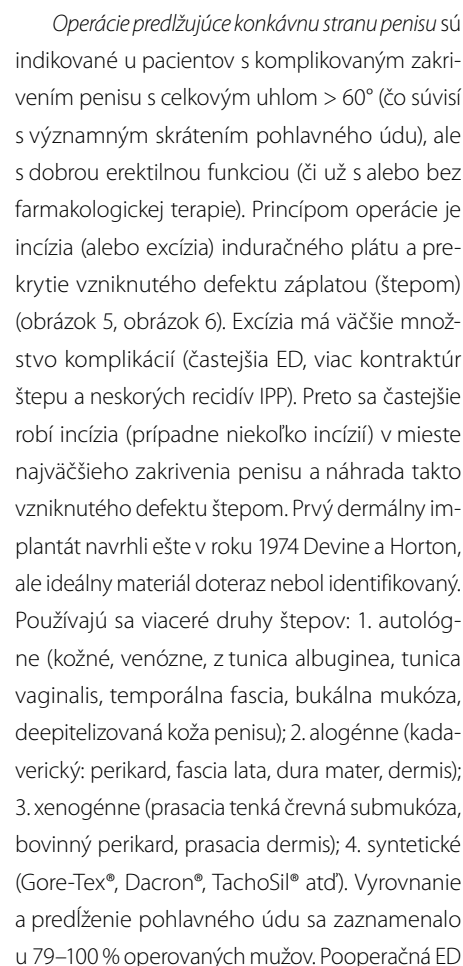 Operácie predlžujúce konkávnu stranu penisu sú
indikované u pacientov s komplikovaným zakri-
vením penisu s celkovým uhlom > 60° (čo súvisí
s významným skrátením pohlavného údu), ale
s dobrou erektilnou funkciou (či už s alebo bez
farmakologickej terapie). Princípom operácie je
incízia (alebo excízia) induračného plátu a pre-
krytie vzniknutého defektu záplatou (štepom)
(obrázok 5, obrázok 6). Excízia má väčšie množ-
stvo komplikácií (častejšia ED, viac kontraktúr
štepu a neskorých recidív IPP). Preto sa častejšie
robí incízia (prípadne niekoľko incízií) v mieste
najväčšieho zakrivenia penisu a náhrada takto
vzniknutého defektu štepom. Prvý dermálny im-
plantát navrhli ešte v roku 1974 Devine a Horton,
ale ideálny materiál doteraz nebol identifikovaný.
Používajú sa viaceré druhy štepov: 1. autológ-
ne (kožné, venózne, z tunica albuginea, tunica
vaginalis, temporálna fascia, bukálna mukóza,
deepitelizovaná koža penisu); 2. alogénne (kada-
verický: perikard, fascia lata, dura mater, dermis);
3. xenogénne (prasacia tenká črevná submukóza,
bovinný perikard, prasacia dermis); 4. syntetické
(Gore-Tex®, Dacron®, TachoSil® atď). Vyrovnanie
a predĺženie pohlavného údu sa zaznamenalo
u 79–100 % operovaných mužov. Pooperačná ED